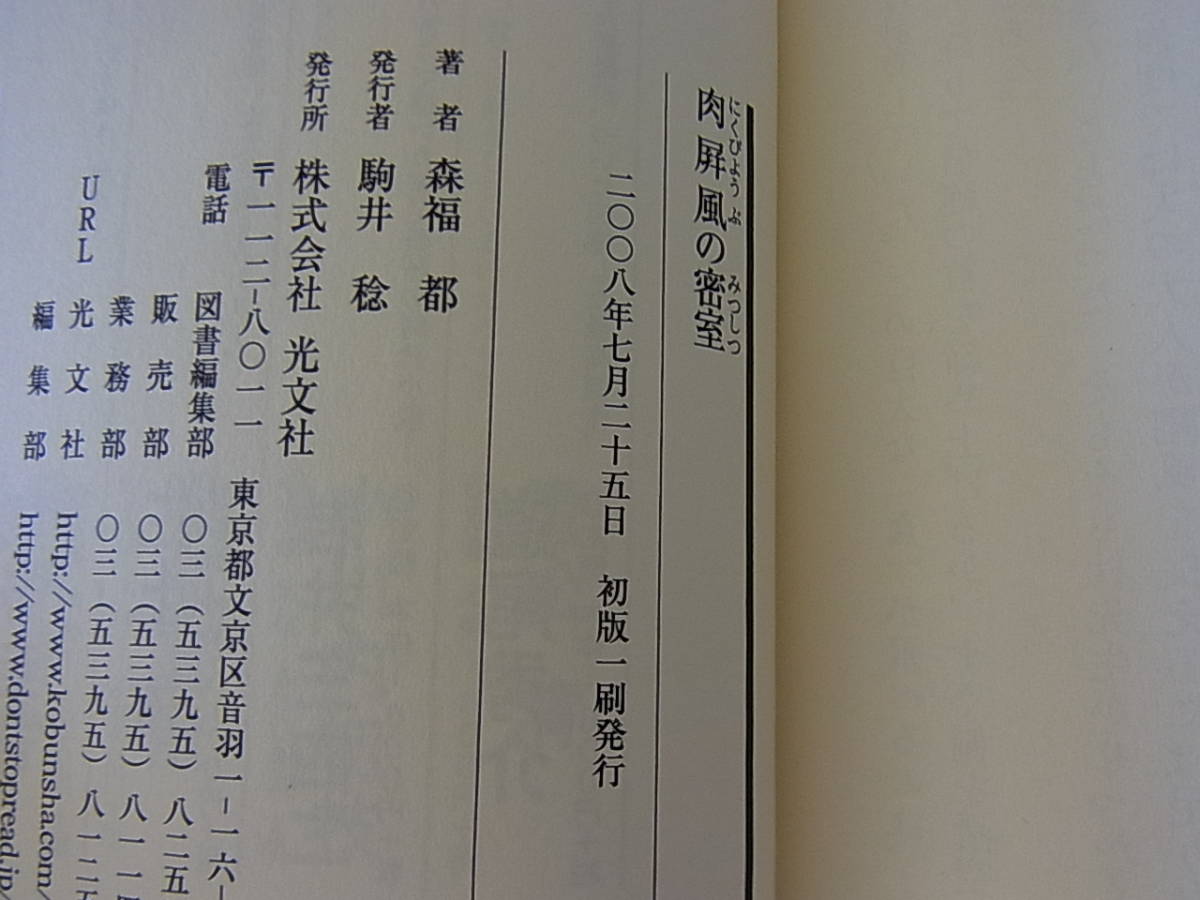 肉屛風の密室
にくびようぶ みつしつ
二〇〇八年七月二十五日 初版一刷発行
著者 森福 都
発行者 駒井 稔
発行所 株式会社 光文社
〒一一二-八〇一一 東京都文京区音羽一-一六-
電話 図書編集部 〇三(五三九五)八二五
販売部 〇三(五三九五)八一一
業務部 〇三(五三九五)八一二五
URL 光文社 http://www.kobunsha.com/
編集部 http://www.dontstopread.jp/